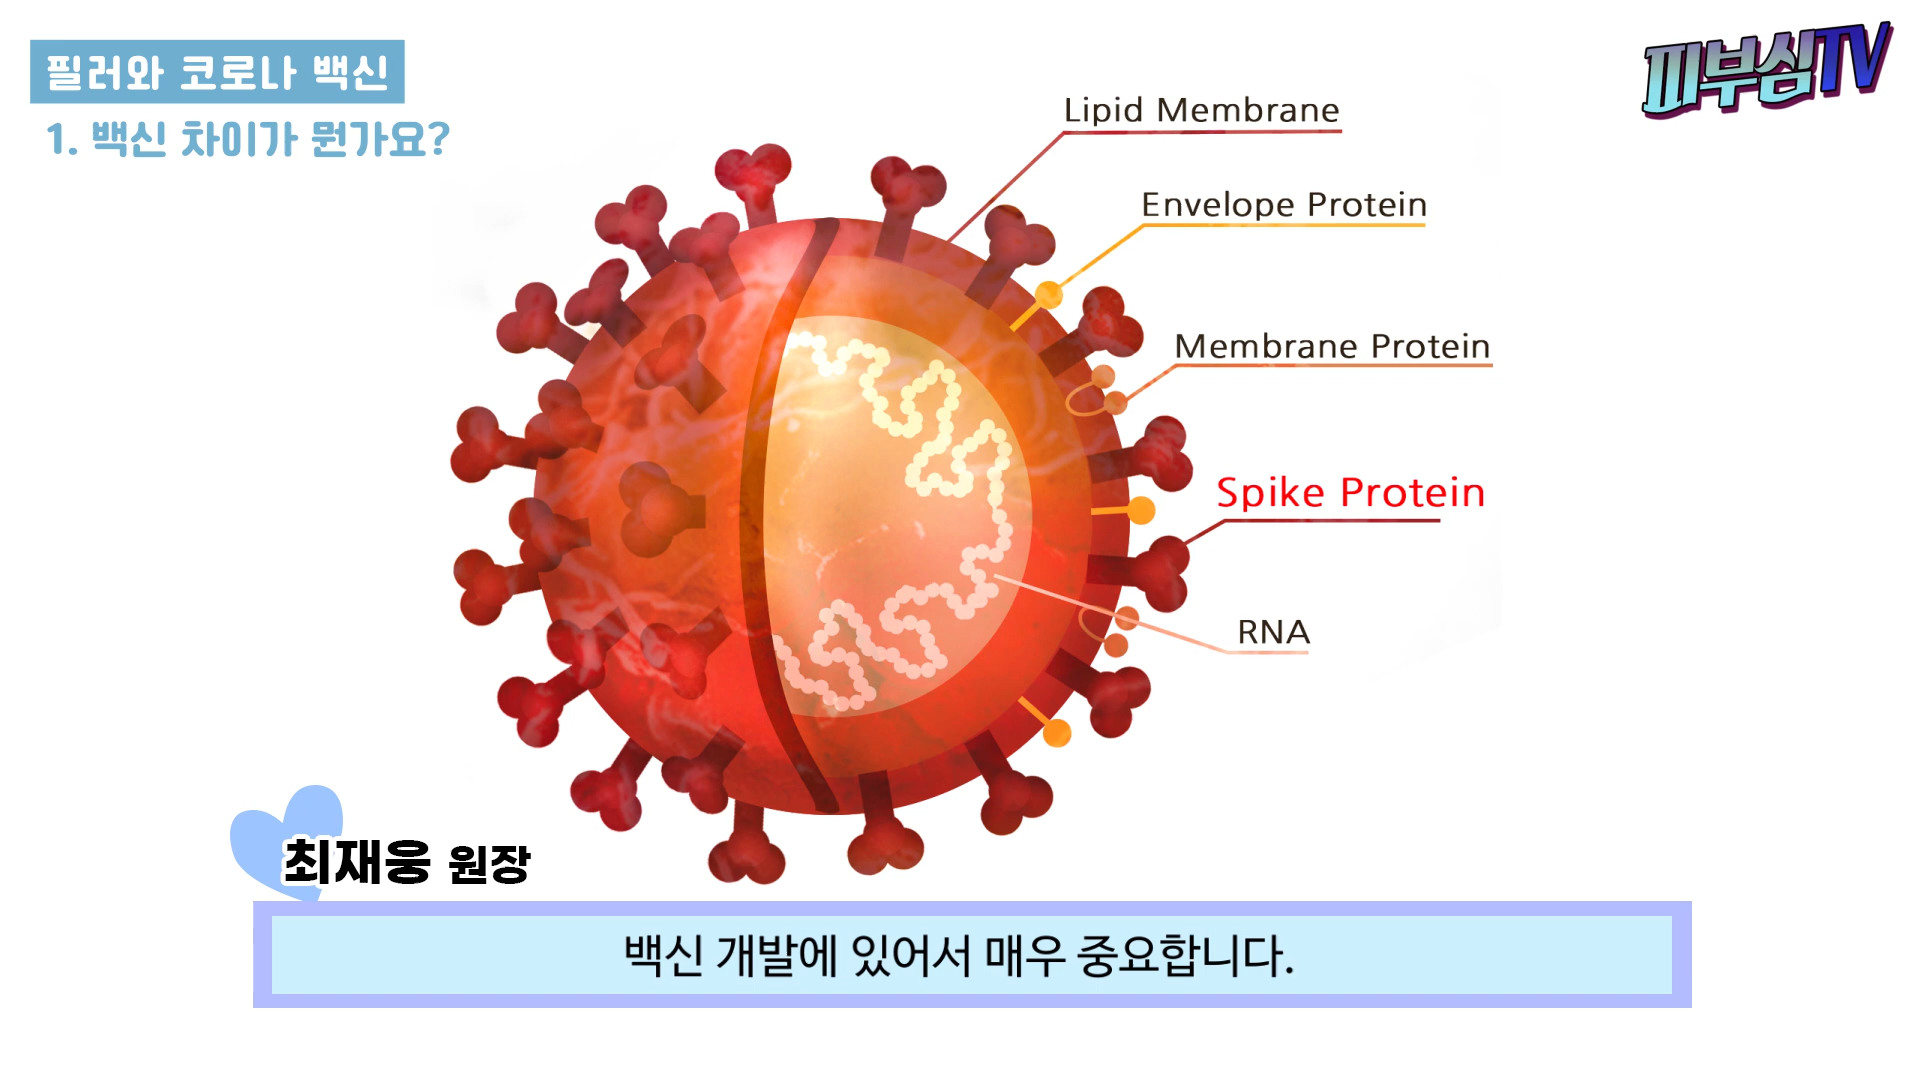 필러와 코로나 백신
1. 백신 차이가 뭔가요?
피부심TV
Lipid Membrane
Envelope Protein
Membrane Protein
Spike Protein
RNA
최재웅 원장
백신 개발에 있어서 매우 중요합니다.